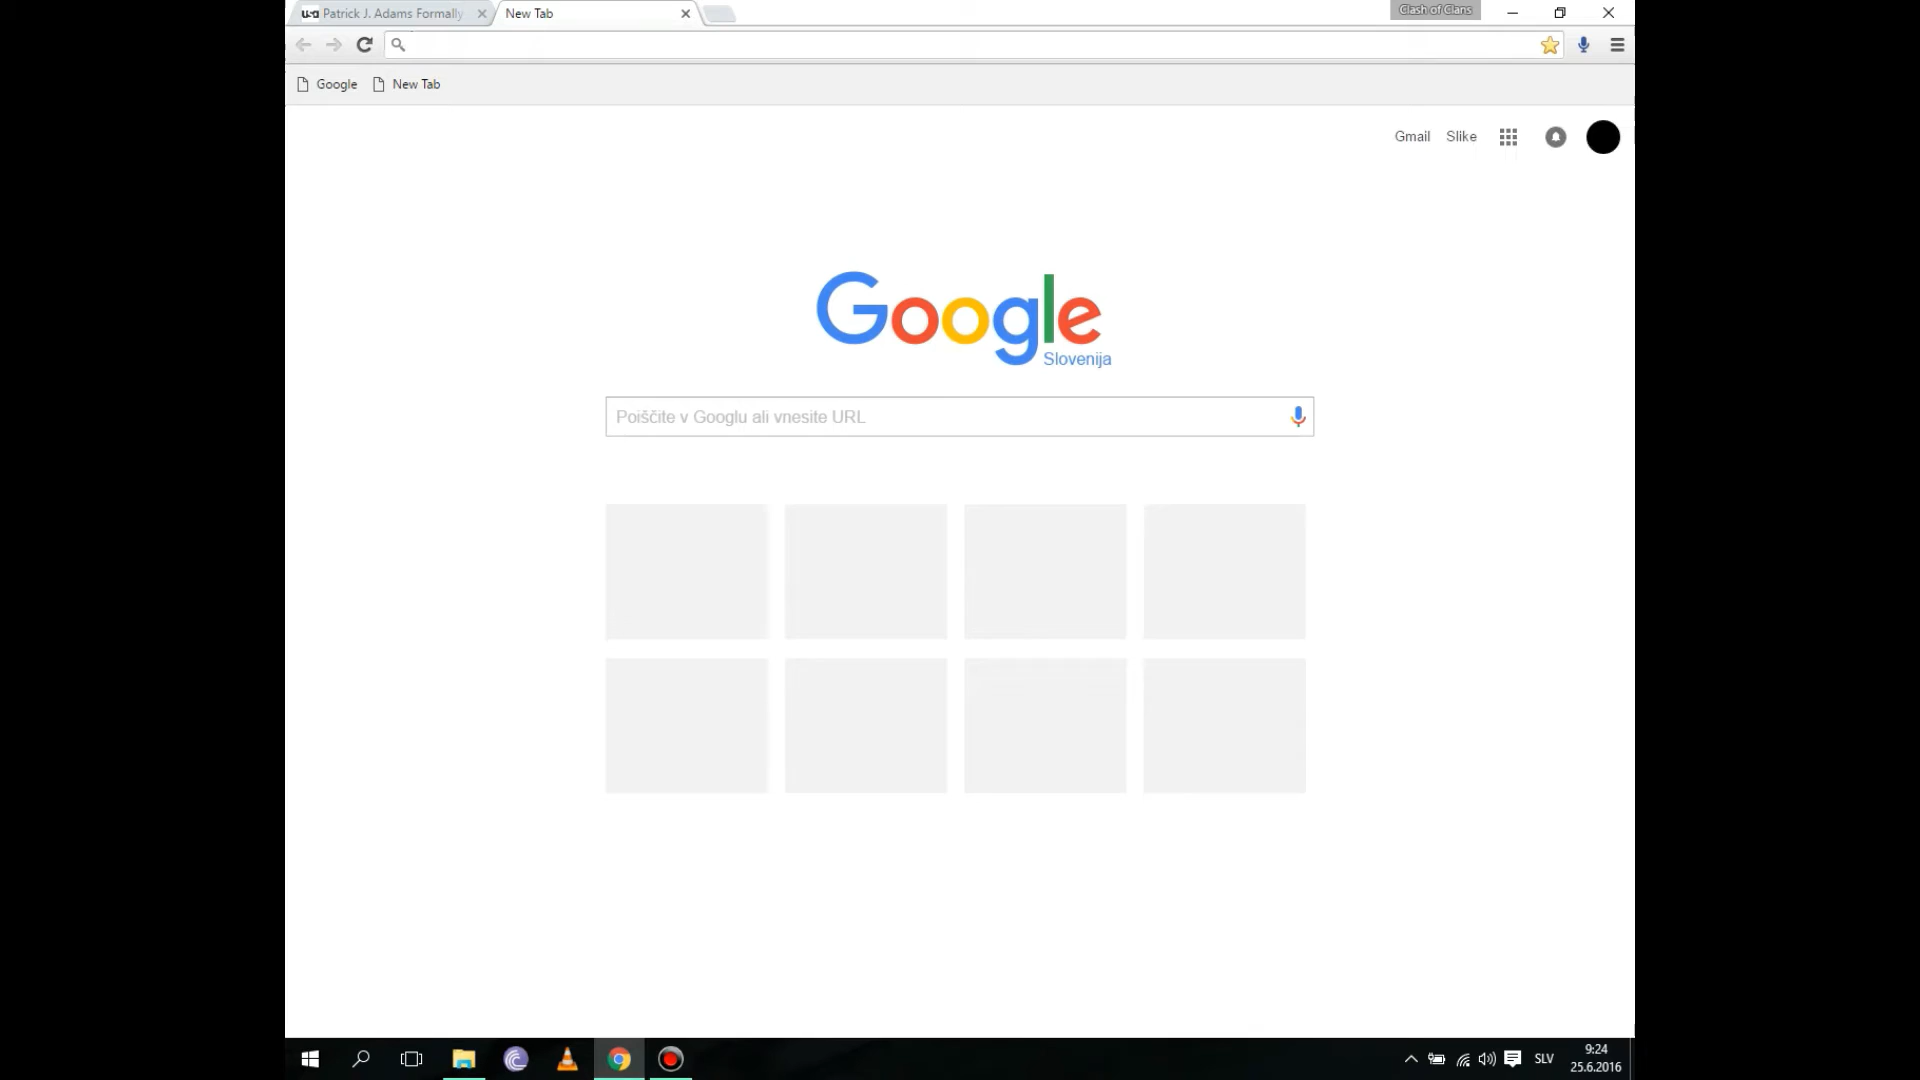 usa Patrick J. Adams Formally
New Tab
Clash of Clans
Google
New Tab
Gmail
Slike
Google
Slovenija
Poiščite v Googlu ali vnesite URL
SLV
9:24
25.6.2016